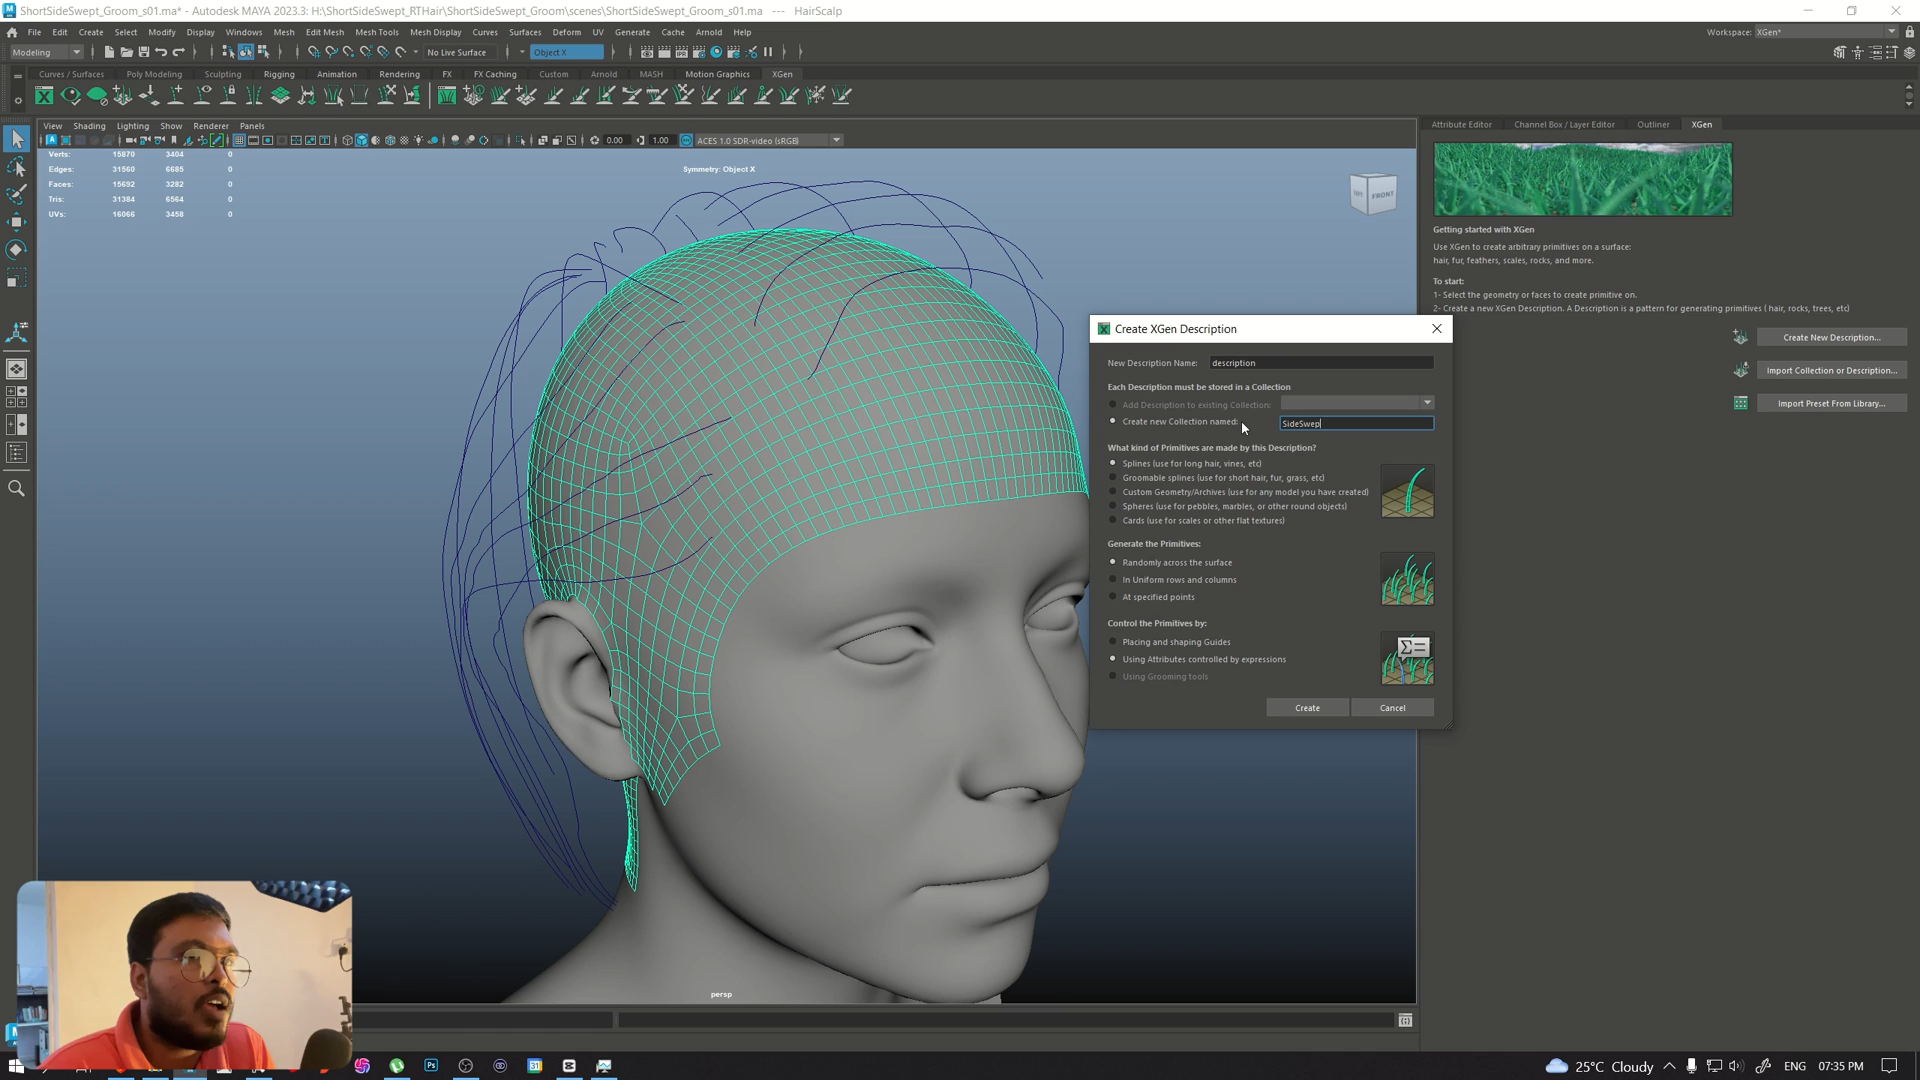 ShortSideSwept_Groom_s01.ma* - Autodesk MAYA 2023.3: H:\ShortSideSwept_RTHair\ShortSideSwept_Groom\scenes\ShortSideSwept_Groom_s01.ma --- HairScalp
File Edit Create Select Modify Display Windows Mesh Edit Mesh Mesh Tools Mesh Display Curves Surfaces Deform UV Generate Cache Arnold Help
Workspace: XGen*
Modeling No Live Surface Object X
Curves / Surfaces Poly Modeling Sculpting Rigging Animation Rendering FX FX Caching Custom Arnold MASH Motion Graphics XGen
View Shading Lighting Show Renderer Panels
Attribute Editor Channel Box / Layer Editor Outliner XGen
0.00 1.00 ACES 1.0 SDR-video (sRGB)
Verts: 15870 3404 0
Edges: 31560 6685 0
Faces: 15692 3282 0
Tris: 31384 6564 0
UVs: 16066 3458 0
Symmetry: Object X
FRONT
Getting started with XGen
Use XGen to create arbitrary primitives on a surface:
hair, fur, feathers, scales, rocks, and more.
To start:
1- Select the geometry or faces to create primitive on.
2- Create a new XGen Description. A Description is a pattern for generating primitives ( hair, rocks, trees, etc)
Create New Description...
Import Collection or Description...
Import Preset From Library...
Create XGen Description
New Description Name: description
Each Description must be stored in a Collection
Add Description to existing Collection:
Create new Collection named: SideSwep
What kind of Primitives are made by this Description?
Splines (use for long hair, vines, etc)
Groomable splines (use for short hair, fur, grass, etc)
Custom Geometry/Archives (use for any model you have created)
Spheres (use for pebbles, marbles, or other round objects)
Cards (use for scales or other flat textures)
Generate the Primitives:
Randomly across the surface
In Uniform rows and columns
At specified points
Control the Primitives by:
Placing and shaping Guides
Using Attributes controlled by expressions
Using Grooming tools
Create Cancel
persp
25°C Cloudy ENG 07:35 PM